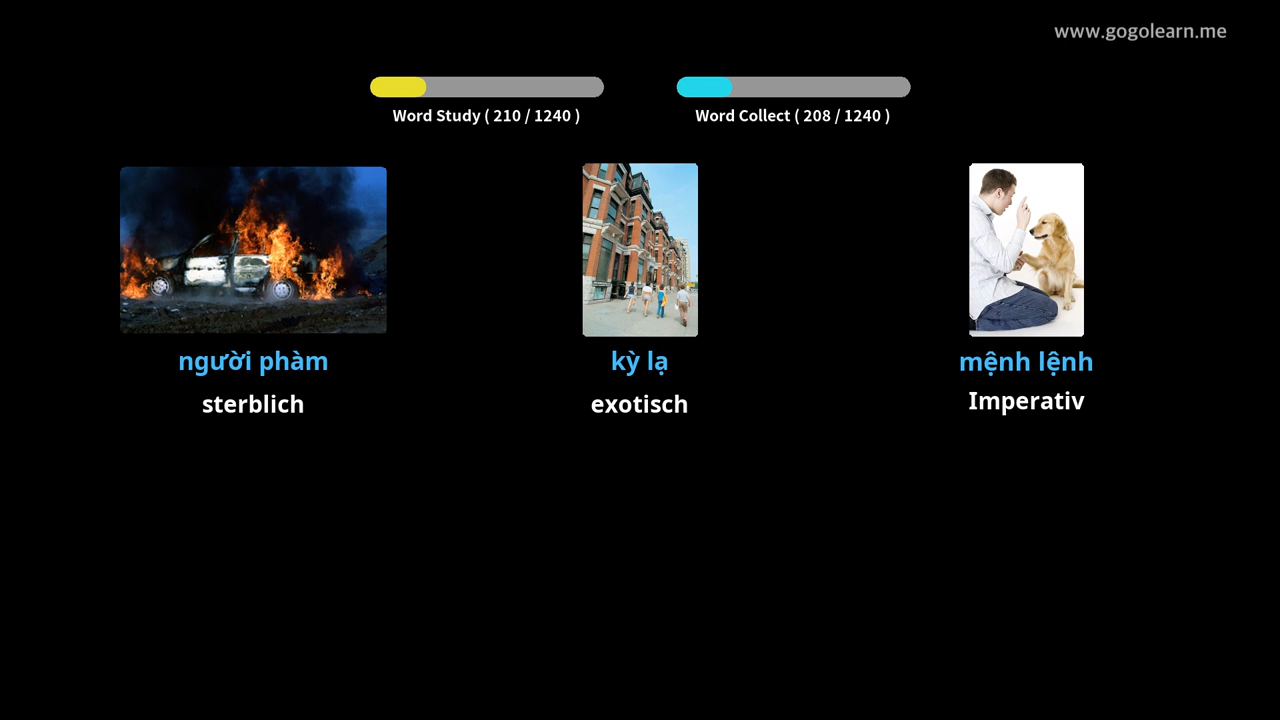 www.gogolearn.me
Word Study ( 210 / 1240 )
Word Collect ( 208 / 1240 )
người phàm
kỳ lạ
mệnh lệnh
sterblich
exotisch
Imperativ